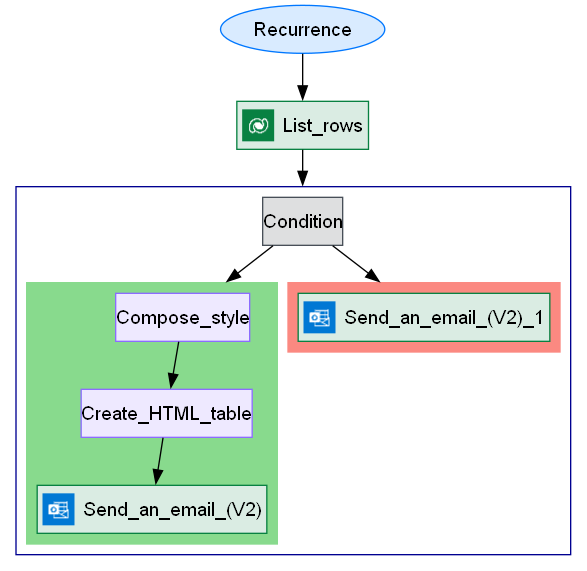 Recurrence
List_rows
Condition
Compose_style
Send_an_email_(V2)_1
Create_HTML_table
Send_an_email_(V2)